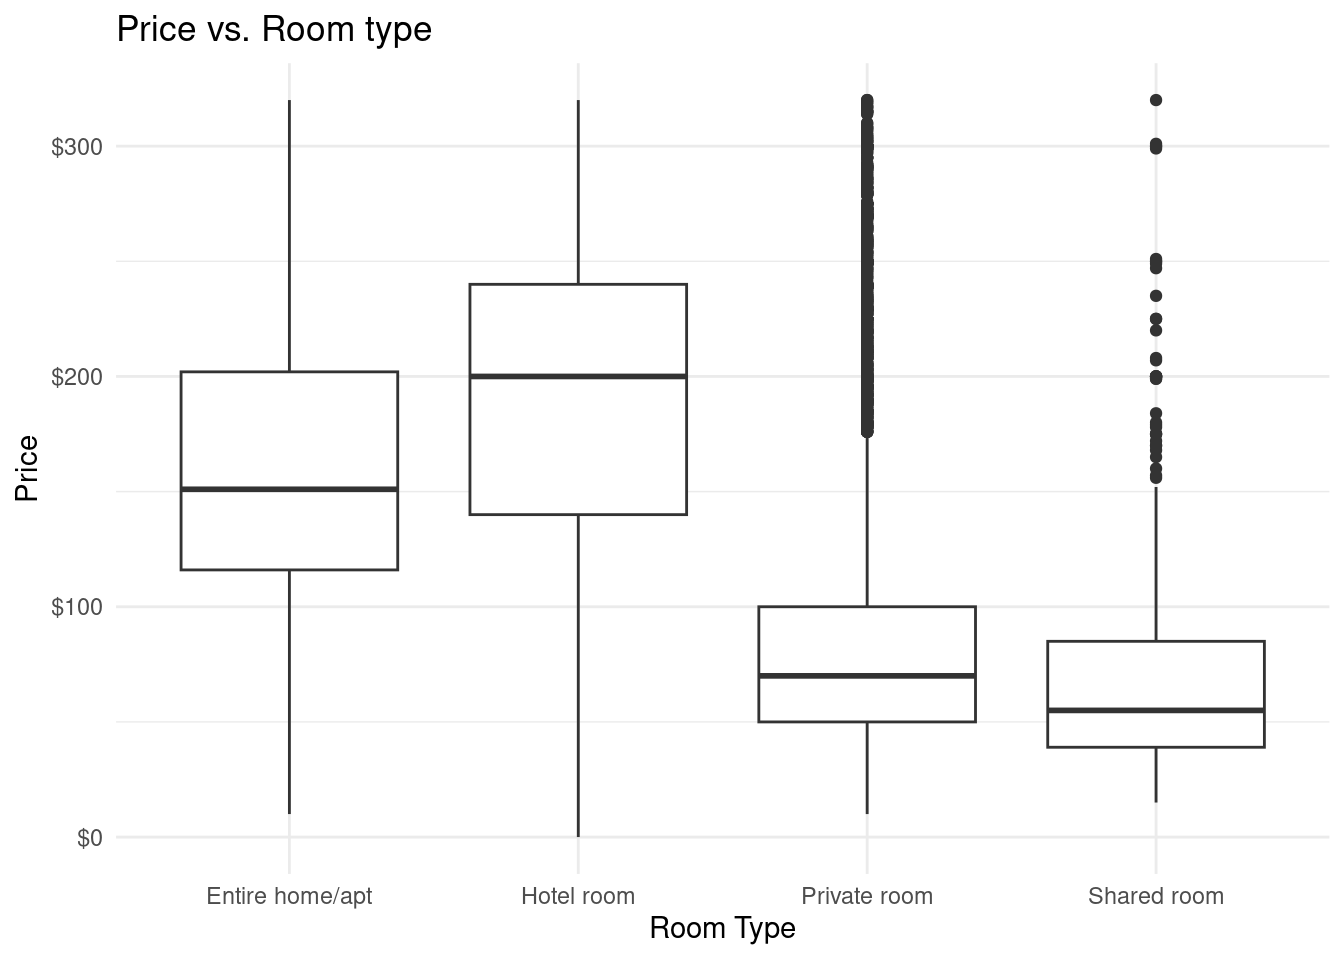 Price vs. Room type
Price
$300
$200
$100
$0
Entire home/apt
Hotel room
Private room
Shared room
Room Type